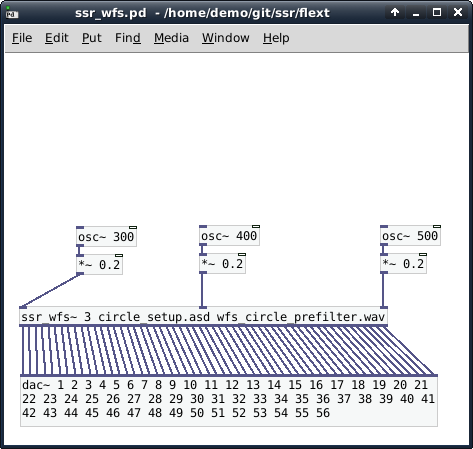 ssr_wfs.pd - /home/demo/git/ssr/flext
File Edit Put Find Media Window Help
osc~ 300 osc~ 400 osc~ 500
*~ 0.2 *~ 0.2 *~ 0.2
ssr_wfs~ 3 circle_setup.asd wfs_circle_prefilter.wav
dac~ 1 2 3 4 5 6 7 8 9 10 11 12 13 14 15 16 17 18 19 20 21
22 23 24 25 26 27 28 29 30 31 32 33 34 35 36 37 38 39 40 41
42 43 44 45 46 47 48 49 50 51 52 53 54 55 56